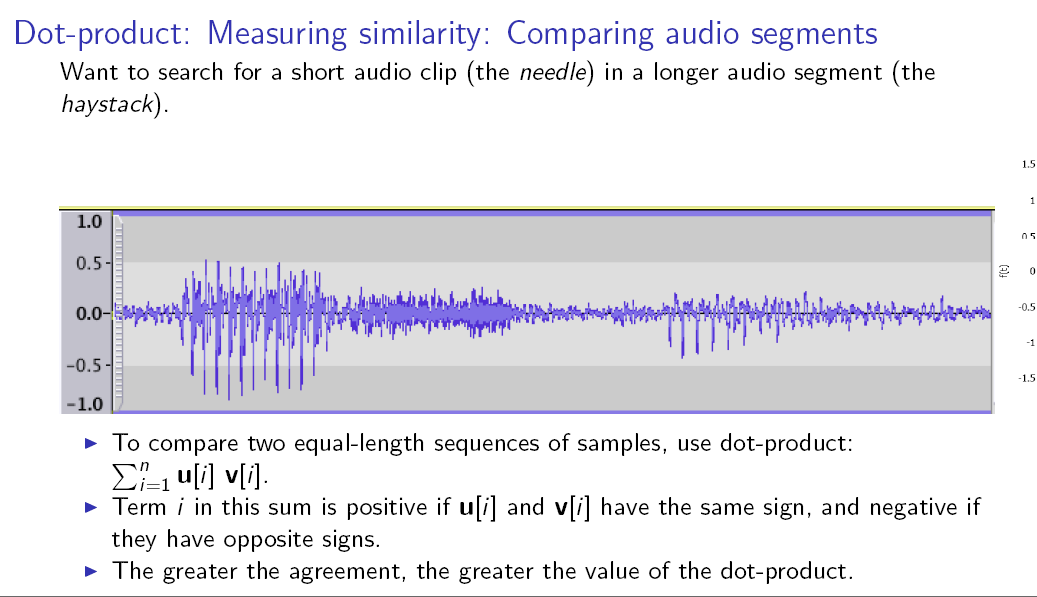 Dot-product: Measuring similarity: Comparing audio segments
Want to search for a short audio clip (the needle) in a longer audio segment (the
haystack).
1.0
0.5
0.0
-0.5
-1.0
1.5
1
0.5
0
-0.5
-1
-1.5
f(t)
▶ To compare two equal-length sequences of samples, use dot-product:
∑ⁿᵢ₌₁ u[i] v[i].
▶ Term i in this sum is positive if u[i] and v[i] have the same sign, and negative if
they have opposite signs.
▶ The greater the agreement, the greater the value of the dot-product.